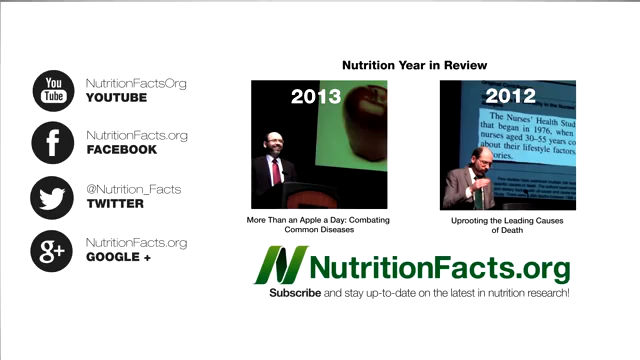 You
Tube
NutritionFactsOrg
YOUTUBE
f
NutritionFacts.org
FACEBOOK
@Nutrition_Facts
TWITTER
g+
NutritionFacts.org
GOOGLE +
Nutrition Year in Review
2013
More Than an Apple a Day: Combating
Common Diseases
2012
The Nurses' Health Stud
that began in 1976, when
nurses aged 30–55 years co
about their lifestyle factors,
tories.
Uprooting the Leading Causes
of Death
NutritionFacts.org
Subscribe and stay up-to-date on the latest in nutrition research!